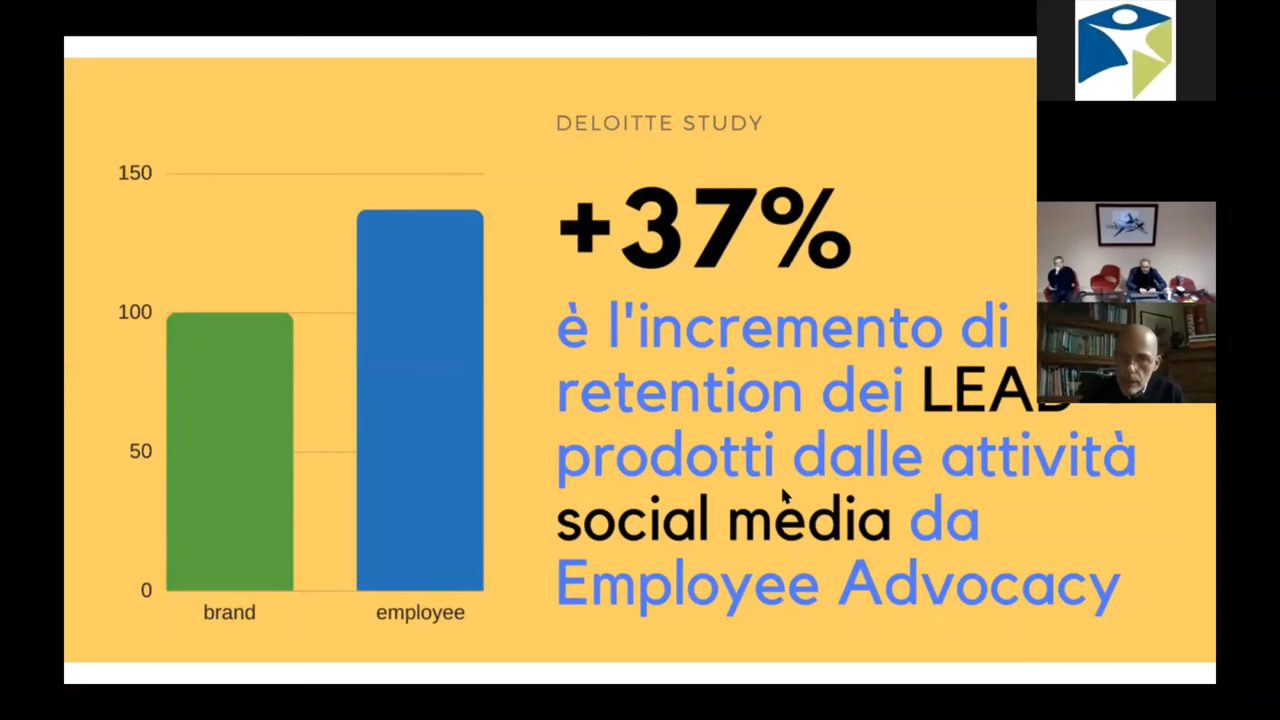 DELOITTE STUDY
+37%
è l'incremento di
retention dei LEAD
prodotti dalle attività
social media da
Employee Advocacy
150
100
50
0
brand
employee